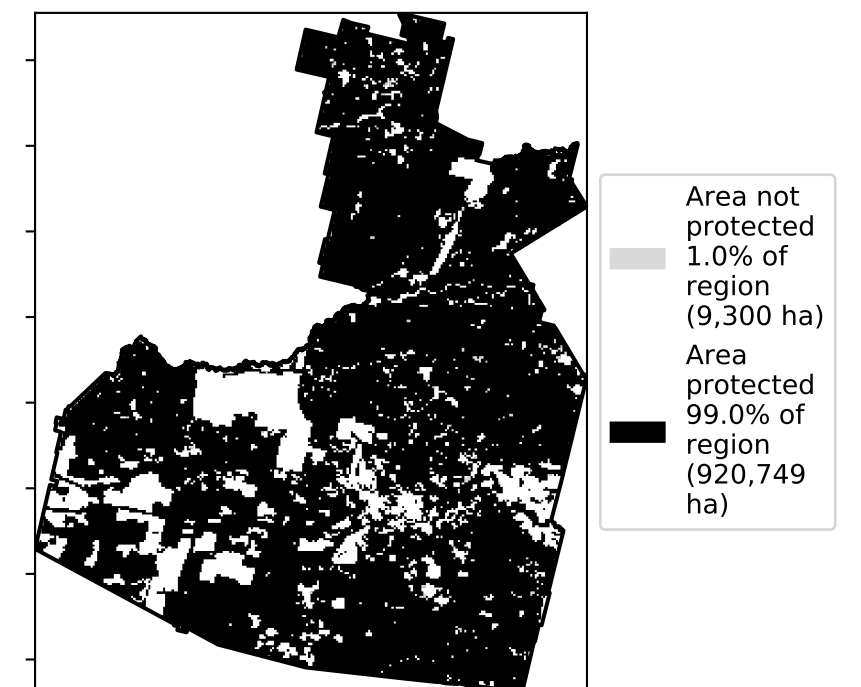 Area not
protected
1.0% of
region
(9,300 ha)
Area
protected
99.0% of
region
(920,749
ha)